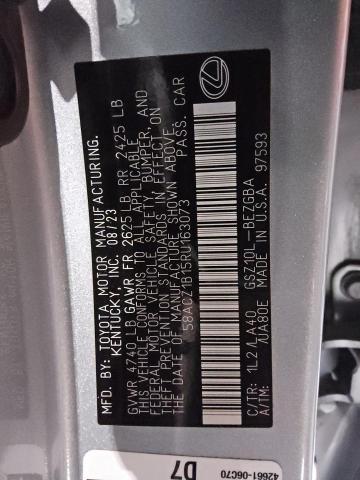 MFD. BY: TOYOTA MOTOR MANUFACTURING.
KENTUCKY, INC. 08/23
GVWR 4740 LB GAWR FR 2625 LB RR 2425 LB
THIS VEHICLE CONFORMS TO ALL APPLICABLE
FEDERAL MOTOR VEHICLE SAFETY, BUMPER, AND
THEFT PREVENTION STANDARDS IN EFFECT ON
THE DATE OF MANUFACTURE SHOWN ABOVE.
58ACZ1B15RU163073 PASS. CAR
C/TR: 1L2/LA40 GSZ10L-BEZGBA
A/TM: /UA80E MADE IN U.S.A. 97593
42661-06C70
D7